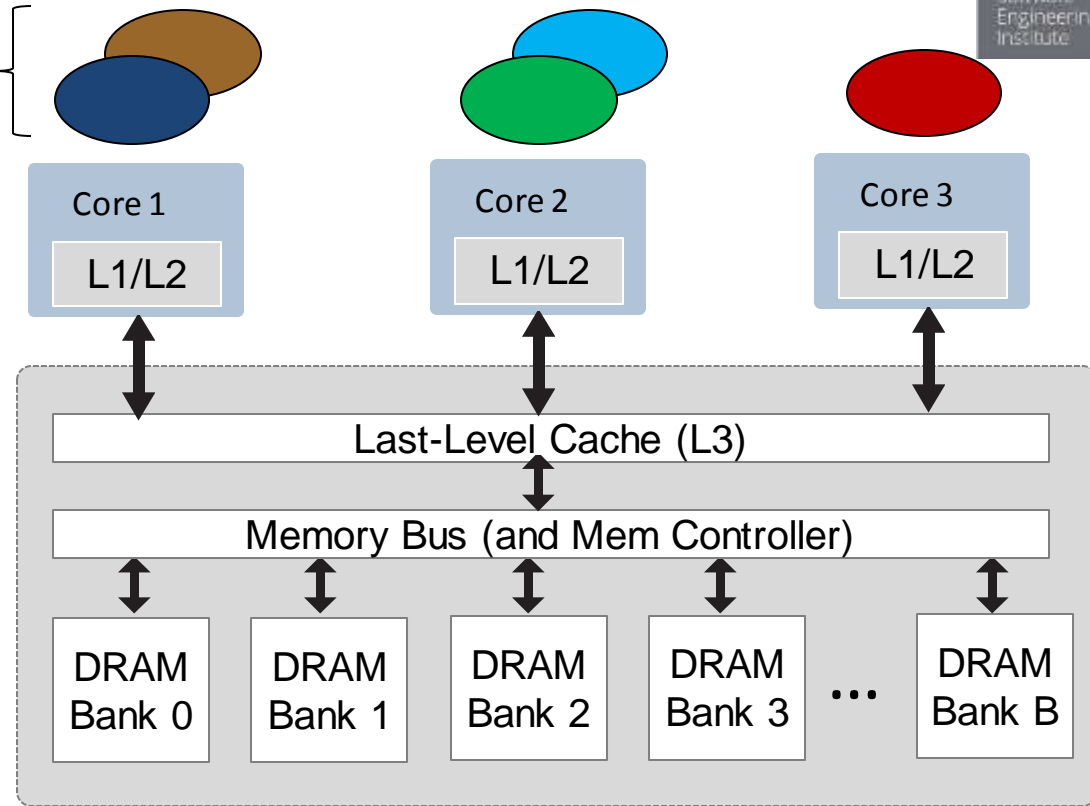 Engineering
Institute
Core 1
Core 2
Core 3
L1/L2
L1/L2
L1/L2
Last-Level Cache (L3)
Memory Bus (and Mem Controller)
DRAM
Bank 0
DRAM
Bank 1
DRAM
Bank 2
DRAM
Bank 3
...
DRAM
Bank B